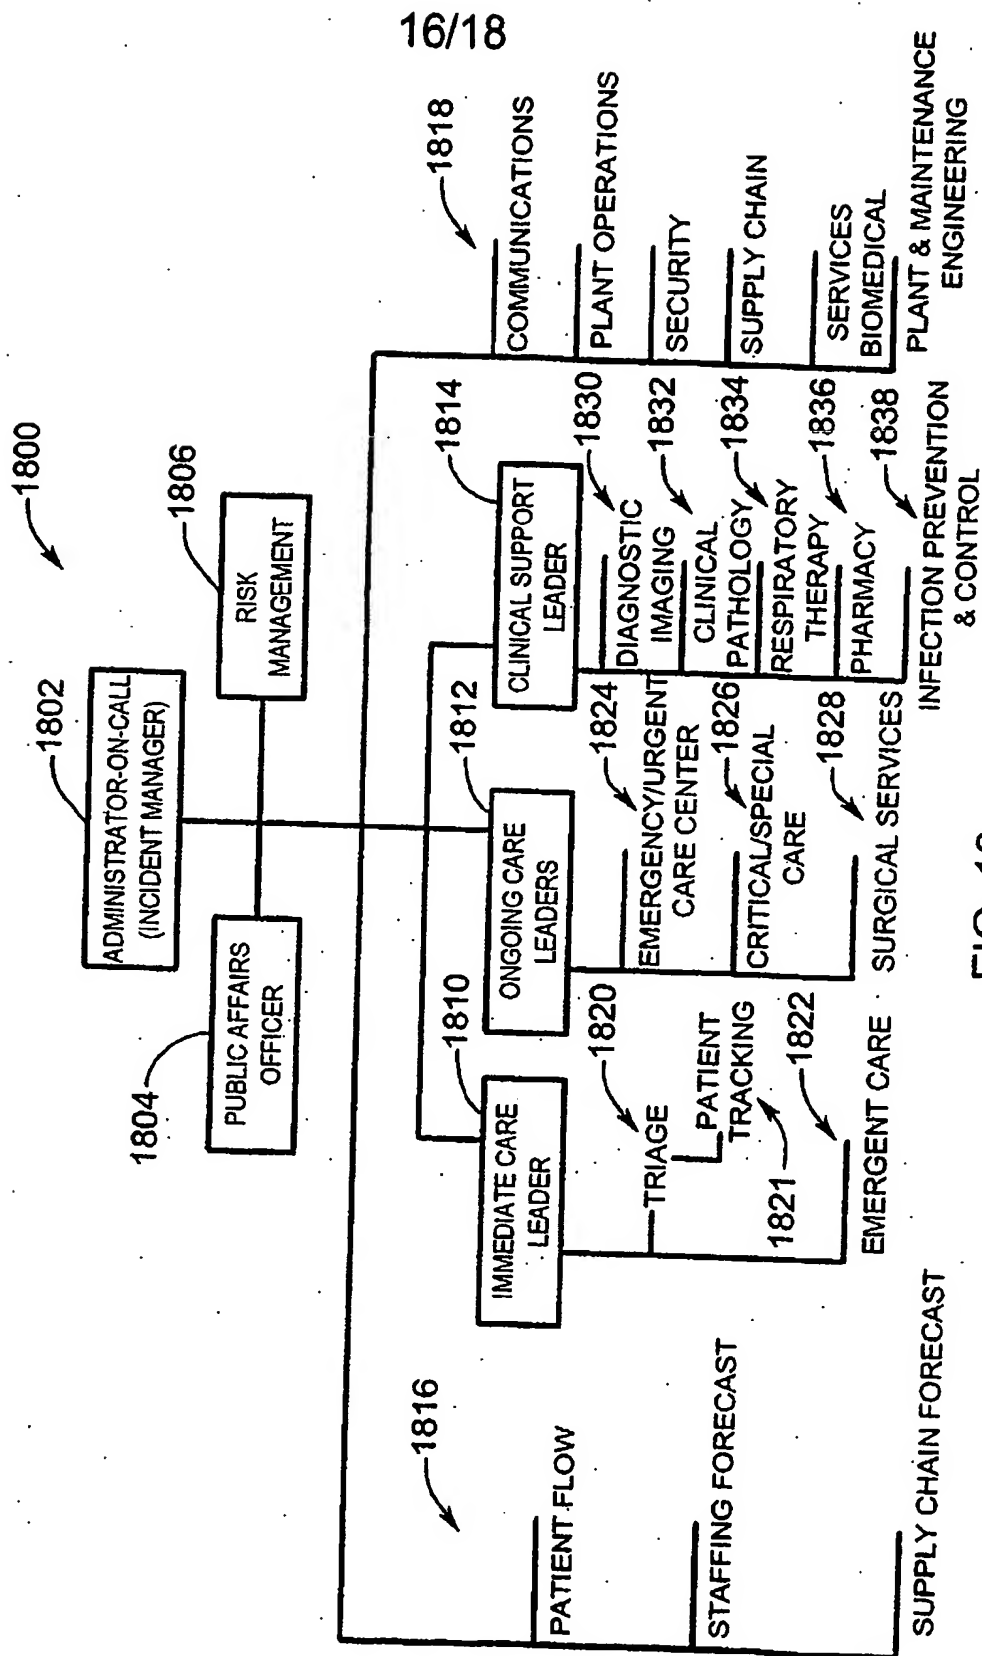 16/18
1800
1802
ADMINISTRATOR-ON-CALL
(INCIDENT MANAGER)
1804
PUBLIC AFFAIRS
OFFICER
1806
RISK
MANAGEMENT
1810
IMMEDIATE CARE
LEADER
1812
ONGOING CARE
LEADERS
1814
CLINICAL SUPPORT
LEADER
1816
PATIENT FLOW
STAFFING FORECAST
SUPPLY CHAIN FORECAST
1820
TRIAGE
PATIENT
TRACKING
1821
1822
EMERGENT CARE
1824
EMERGENCY/URGENT
CARE CENTER
1826
CRITICAL/SPECIAL
CARE
1828
SURGICAL SERVICES
1830
DIAGNOSTIC
IMAGING
1832
CLINICAL
PATHOLOGY
1834
RESPIRATORY
THERAPY
1836
PHARMACY
1838
INFECTION PREVENTION
& CONTROL
1818
COMMUNICATIONS
PLANT OPERATIONS
SECURITY
SUPPLY CHAIN
SERVICES
BIOMEDICAL
PLANT & MAINTENANCE
ENGINEERING